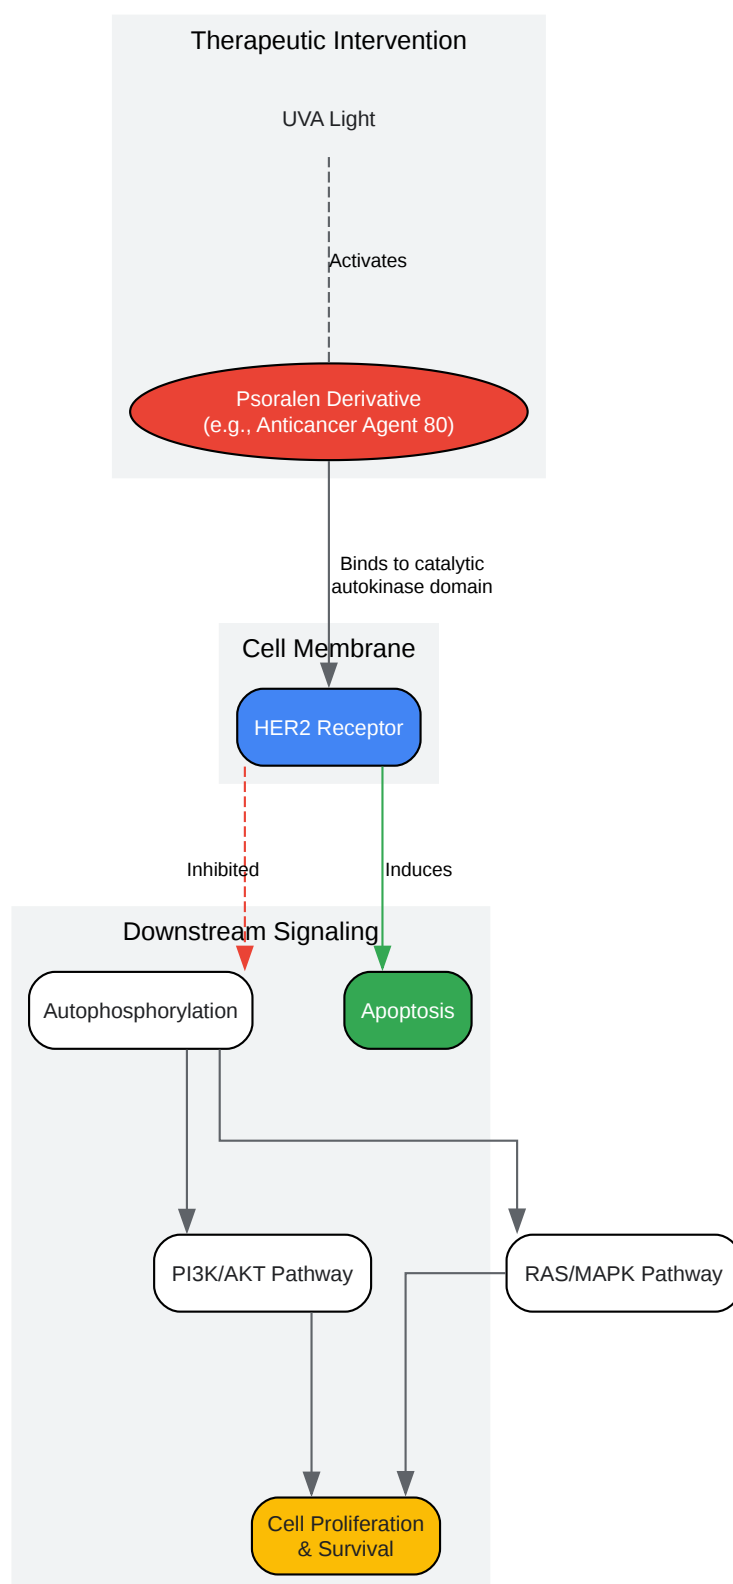 Therapeutic Intervention
UVA Light
Activates
Psoralen Derivative
(e.g., Anticancer Agent 80)
Binds to catalytic
autokinase domain
Cell Membrane
HER2 Receptor
Inhibited
Induces
Downstream Signaling
Autophosphorylation
Apoptosis
PI3K/AKT Pathway
RAS/MAPK Pathway
Cell Proliferation
& Survival